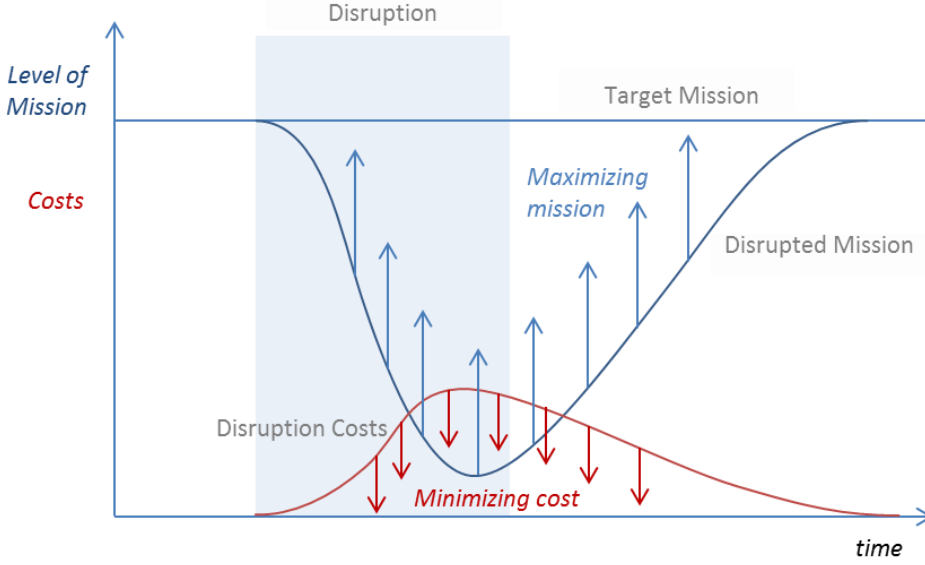 Disruption
Level of
Mission
Target Mission
Costs
Maximizing
mission
Disrupted Mission
Disruption Costs
Minimizing cost
time